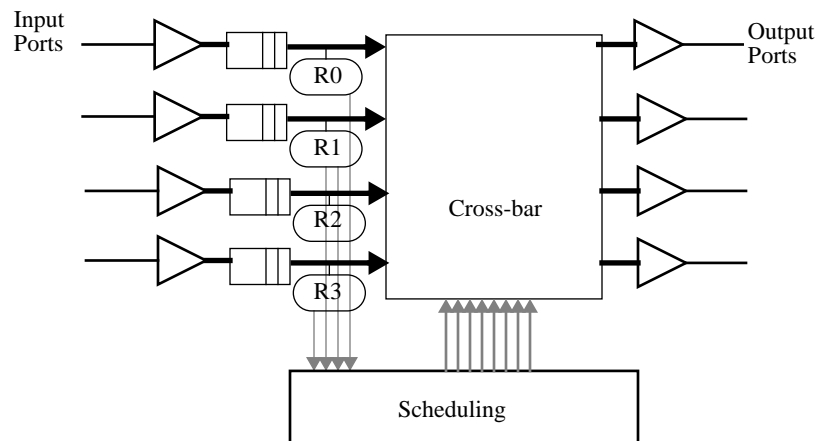 Input
Ports
Output
Ports
R0
R1
R2
Cross-bar
R3
Scheduling